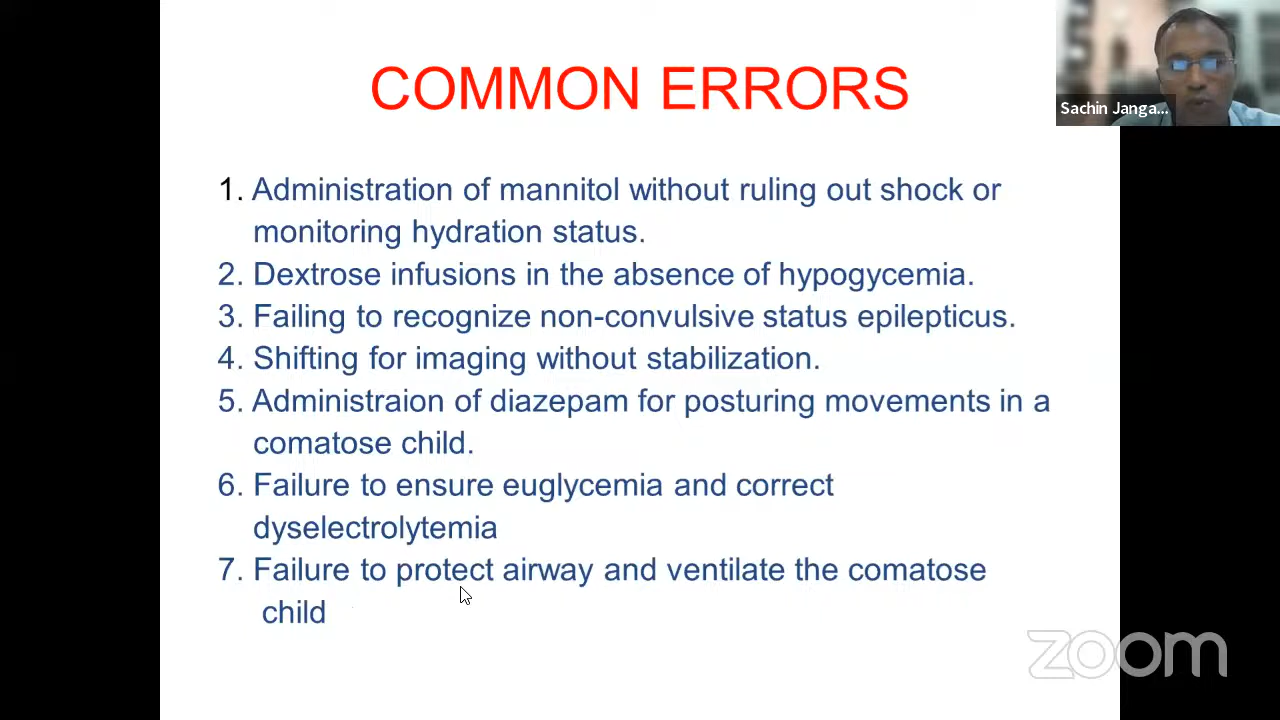 COMMON ERRORS
Sachin Janga...
1. Administration of mannitol without ruling out shock or
monitoring hydration status.
2. Dextrose infusions in the absence of hypogycemia.
3. Failing to recognize non-convulsive status epilepticus.
4. Shifting for imaging without stabilization.
5. Administraion of diazepam for posturing movements in a
comatose child.
6. Failure to ensure euglycemia and correct
dyselectrolytemia
7. Failure to protect airway and ventilate the comatose
child
zoom